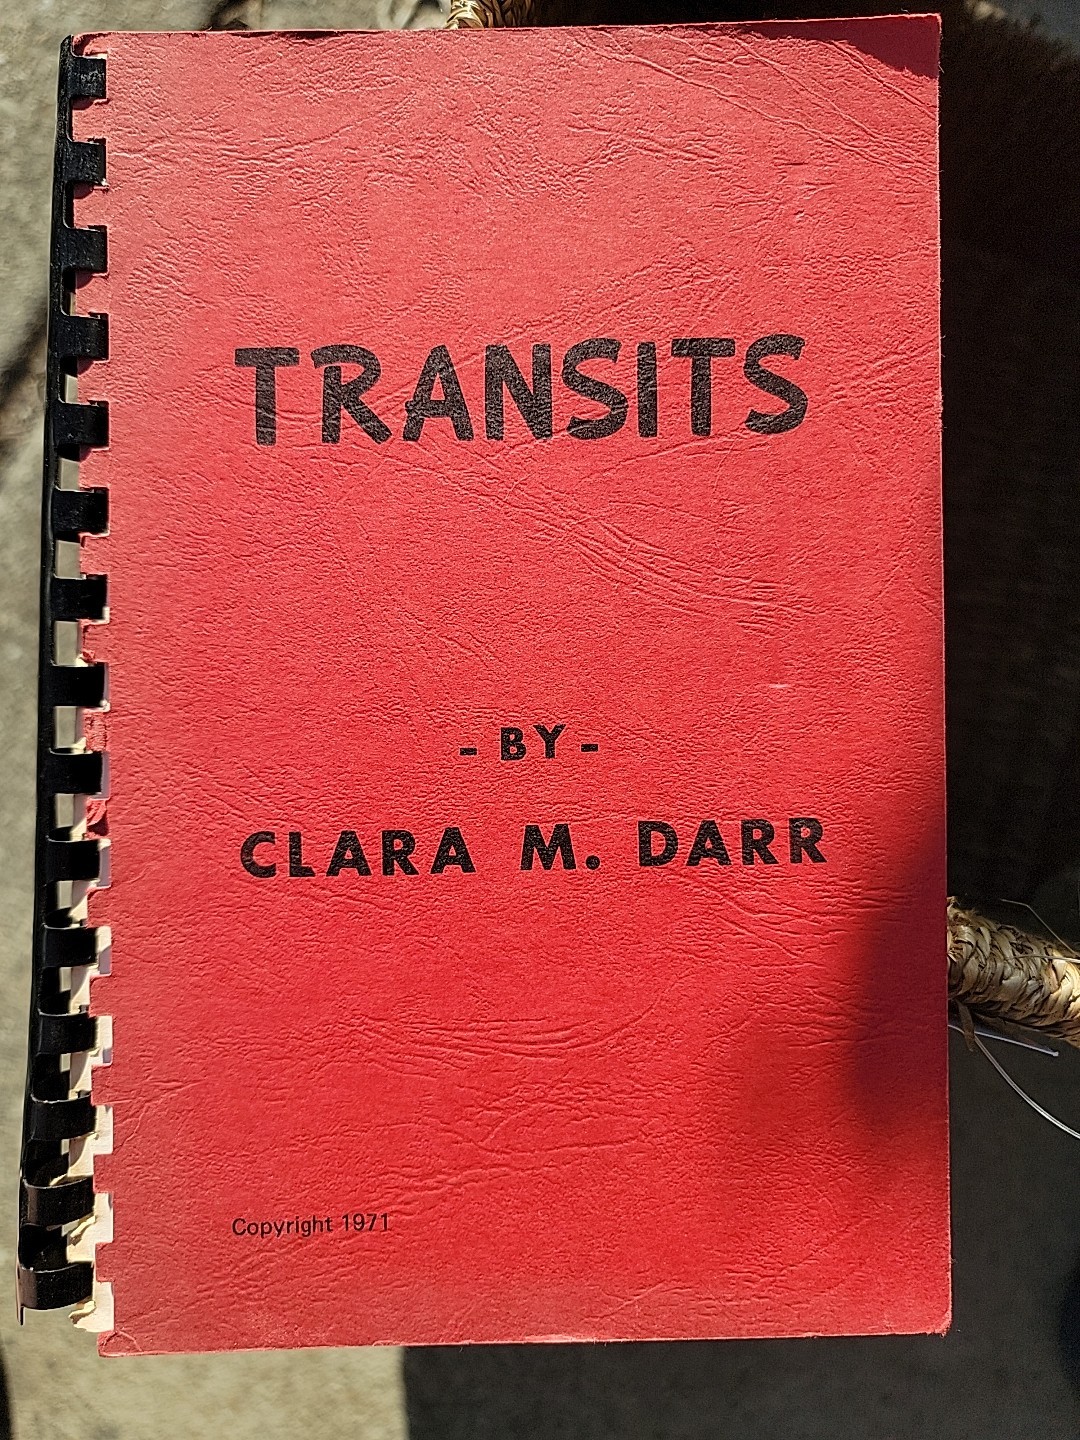 TRANSITS
- BY -
CLARA M. DARR
Copyright 1971